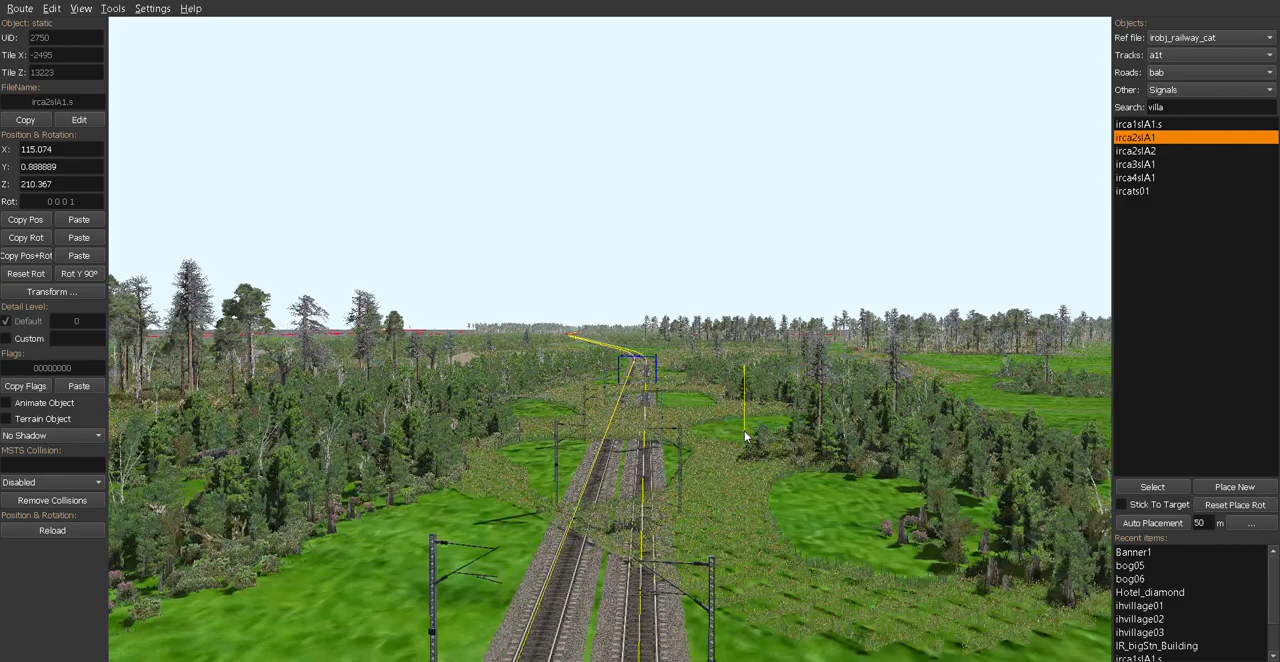 Route Edit View Tools Settings Help
Object: static
UiD: 2750
Tile X: -2495
Tile Z: 13223
FileName:
irca2slA1.s
Copy Edit
Position & Rotation:
X: 115.074
Y: 0.888889
Z: 210.367
Rot: 0 0 0 1
Copy Pos Paste
Copy Rot Paste
Copy Pos+Rot Paste
Reset Rot Rot Y 90°
Transform ...
Detail Level:
Default 0
Custom
Flags:
00000000
Copy Flags Paste
Animate Object
Terrain Object
No Shadow
MSTS Collision:
Disabled
Remove Collisions
Position & Rotation:
Reload
Objects:
Ref file: irobj_railway_cat
Tracks: a1t
Roads: bab
Other: Signals
Search: villa
irca1slA1.s
irca2slA1
irca2slA2
irca3slA1
irca4slA1
ircats01
Select Place New
Stick To Target Reset Place Rot
Auto Placement 50 m ...
Recent items:
Banner1
bog05
bog06
Hotel_diamond
ihvillage01
ihvillage02
ihvillage03
IR_bigStn_Building
irca1slA1.s